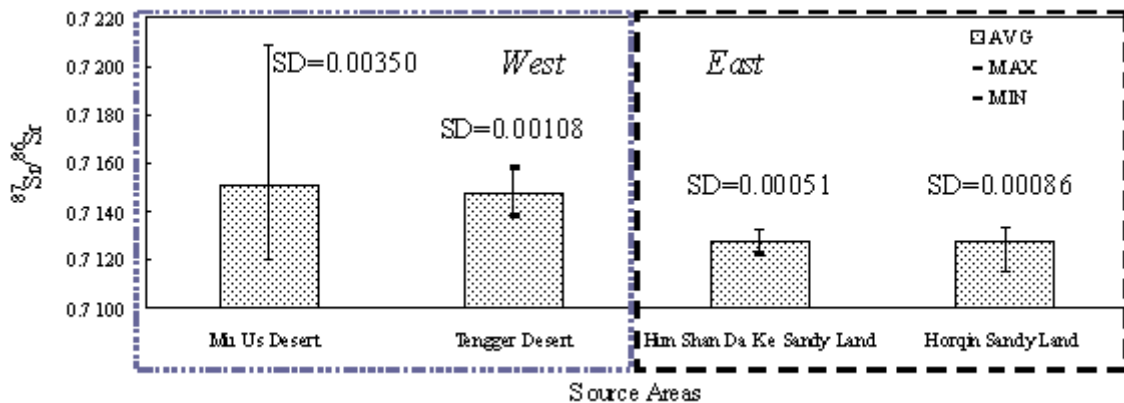 0.7 220
0.7 200
0.7 180
0.7 160
0.7 140
0.7 120
0.7 100
⁸⁷Sr/⁸⁶Sr
SD=0.00350
West
SD=0.00108
East
SD=0.00051
SD=0.00086
AVG
MAX
MIN
Mu Us Desert
Tengger Desert
Hun Shan Da Ke Sandy Land
Horqin Sandy Land
Source Areas